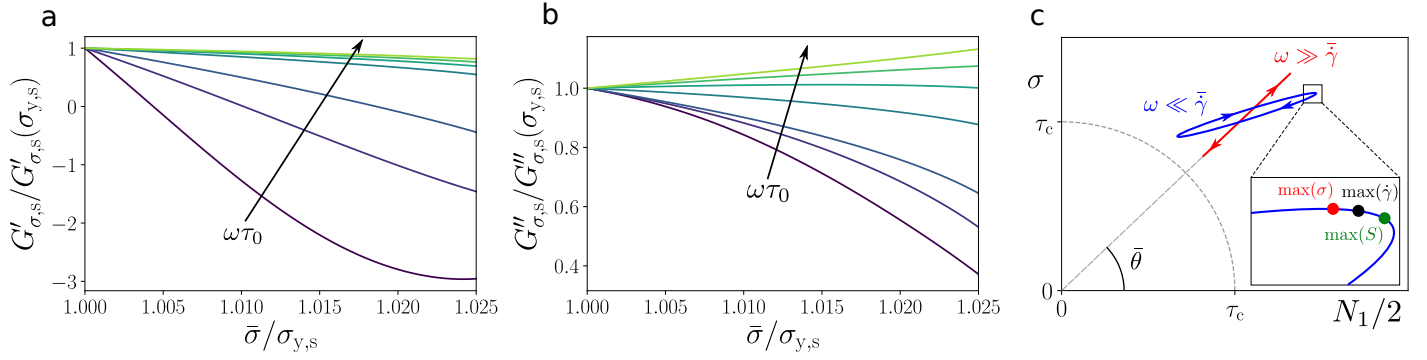 a
G′σ,s/G′σ,s(σy,s)
1
0
−1
−2
−3
ωτ0
1.000 1.005 1.010 1.015 1.020 1.025
σ̄/σy,s
b
G″σ,s/G″σ,s(σy,s)
1.0
0.8
0.6
0.4
ωτ0
1.000 1.005 1.010 1.015 1.020 1.025
σ̄/σy,s
c
σ
τc
0
ω ≫ γ̇̄
ω ≪ γ̇̄
max(σ)
max(γ̇)
max(S)
θ̄
0
τc
N1/2